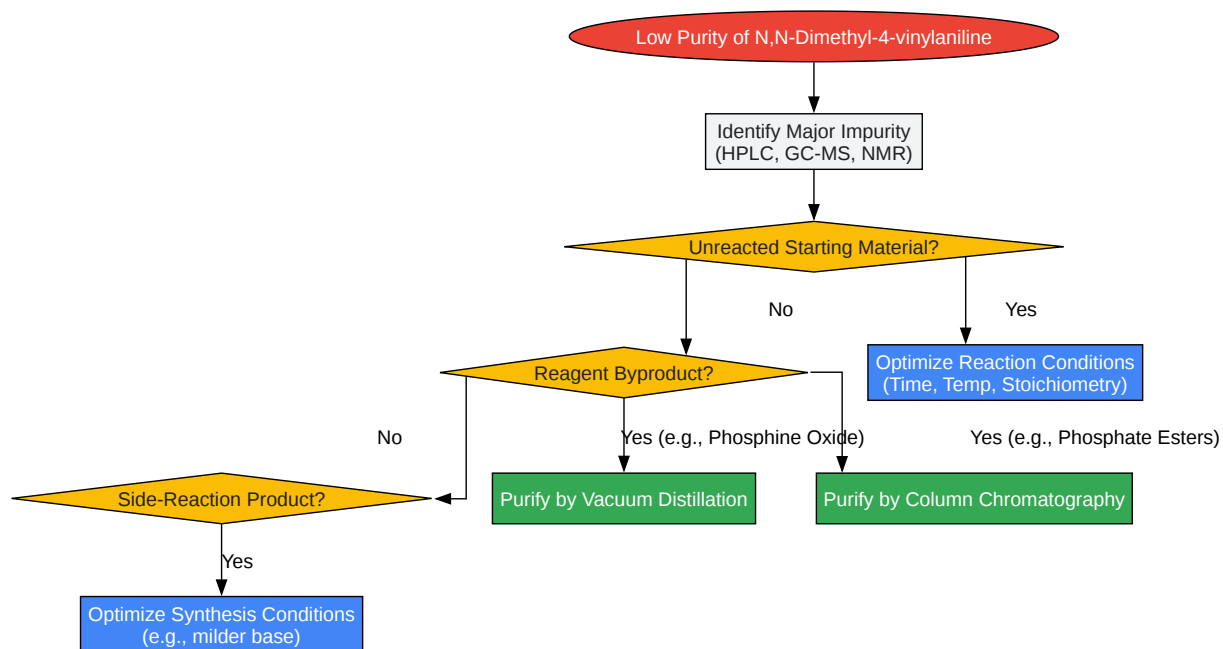 Low Purity of N,N-Dimethyl-4-vinylaniline
Identify Major Impurity
(HPLC, GC-MS, NMR)
Unreacted Starting Material?
No
Yes
Reagent Byproduct?
Optimize Reaction Conditions
(Time, Temp, Stoichiometry)
No
Yes (e.g., Phosphine Oxide)
Yes (e.g., Phosphate Esters)
Side-Reaction Product?
Purify by Vacuum Distillation
Purify by Column Chromatography
Yes
Optimize Synthesis Conditions
(e.g., milder base)